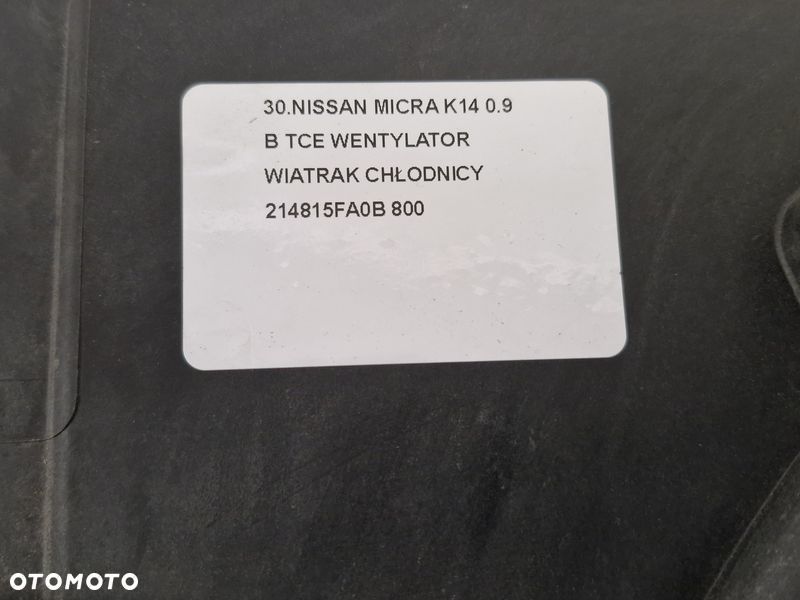 30.NISSAN MICRA K14 0.9
B TCE WENTYLATOR
WIATRAK CHŁODNICY
214815FA0B 800
OTOMOTO